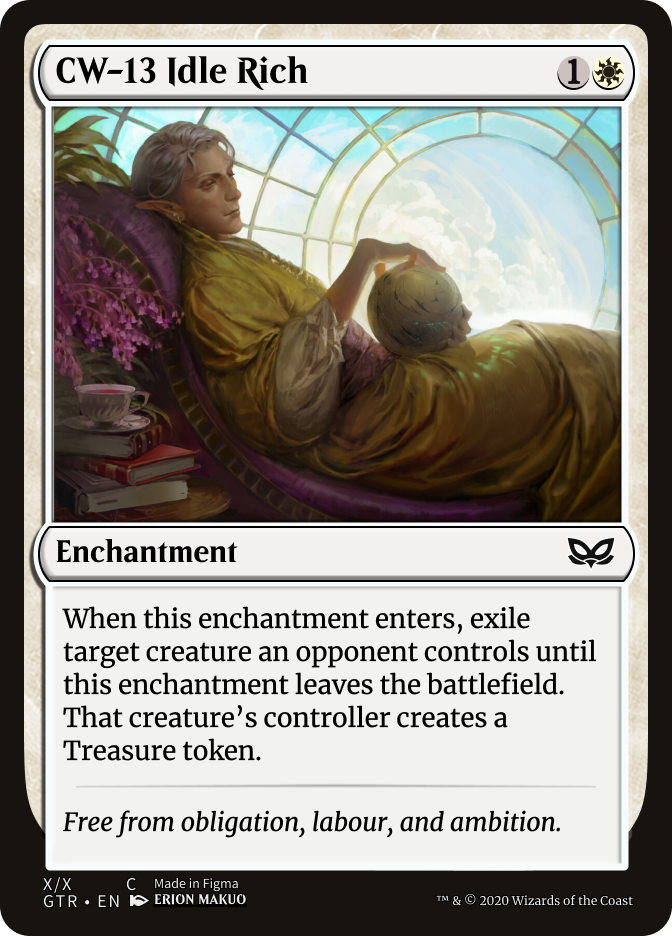 CW-13 Idle Rich
1
Enchantment
When this enchantment enters, exile
target creature an opponent controls until
this enchantment leaves the battlefield.
That creature’s controller creates a
Treasure token.
Free from obligation, labour, and ambition.
X/X C Made in Figma
GTR • EN ERION MAKUO
™ & © 2020 Wizards of the Coast